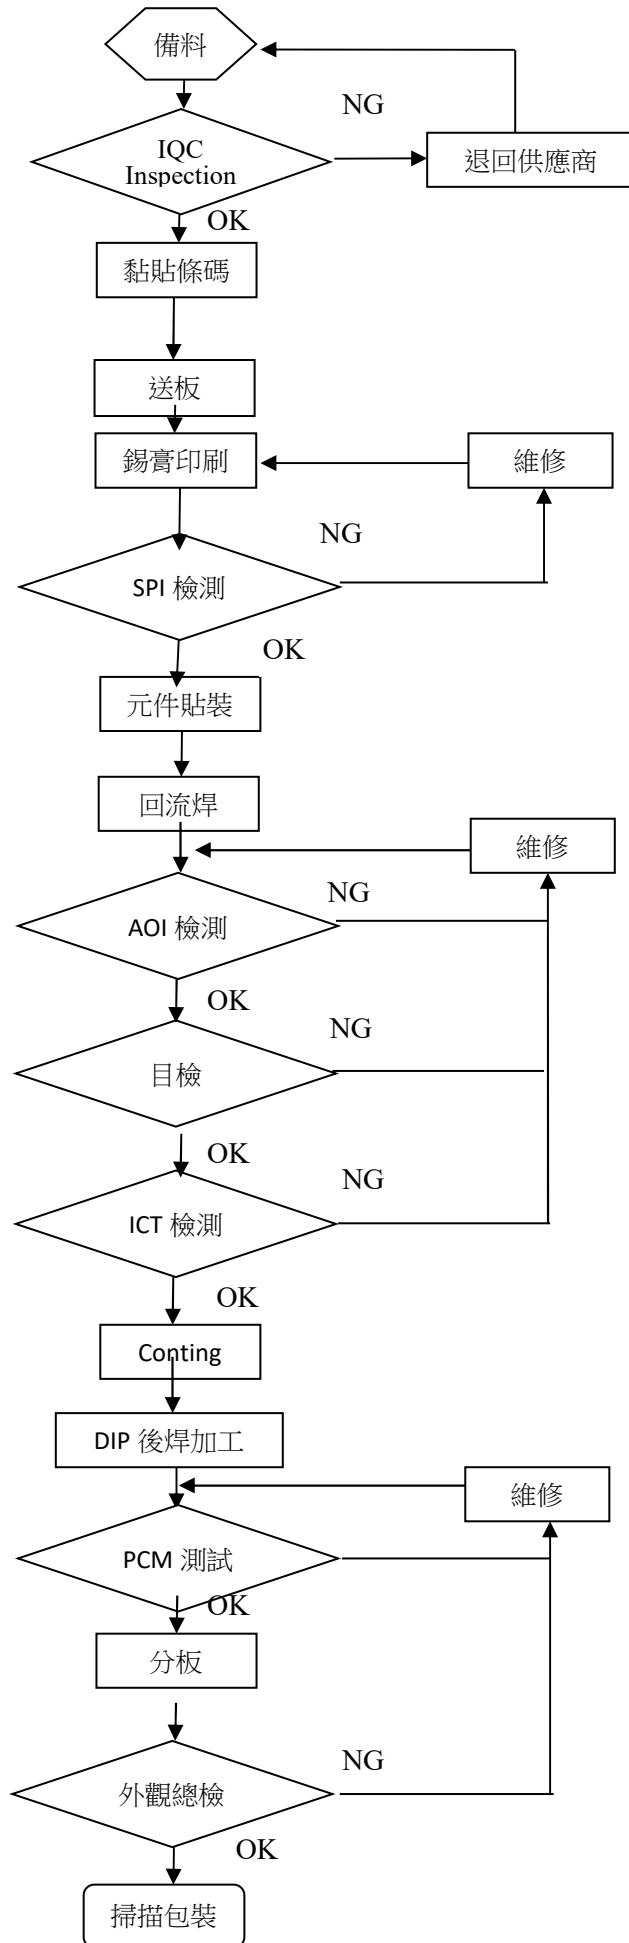 備料
NG
IQC
Inspection
退回供應商
OK
黏貼條碼
送板
錫膏印刷
維修
NG
SPI 檢測
OK
元件貼裝
回流焊
維修
NG
AOI 檢測
OK
NG
目檢
OK
NG
ICT 檢測
OK
Conting
DIP 後焊加工
維修
PCM 測試
OK
分板
NG
外觀總檢
OK
掃描包裝